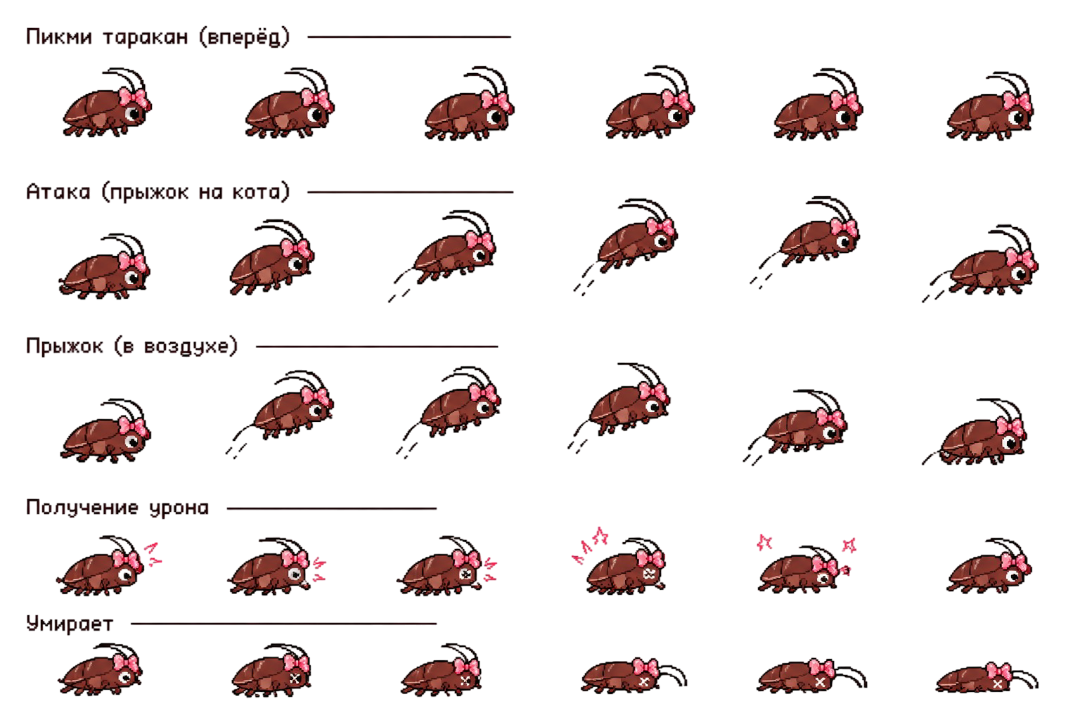 Пикми таракан (вперёд)
Атака (прыжок на кота)
Прыжок (в воздухе)
Получение урона
Умирает